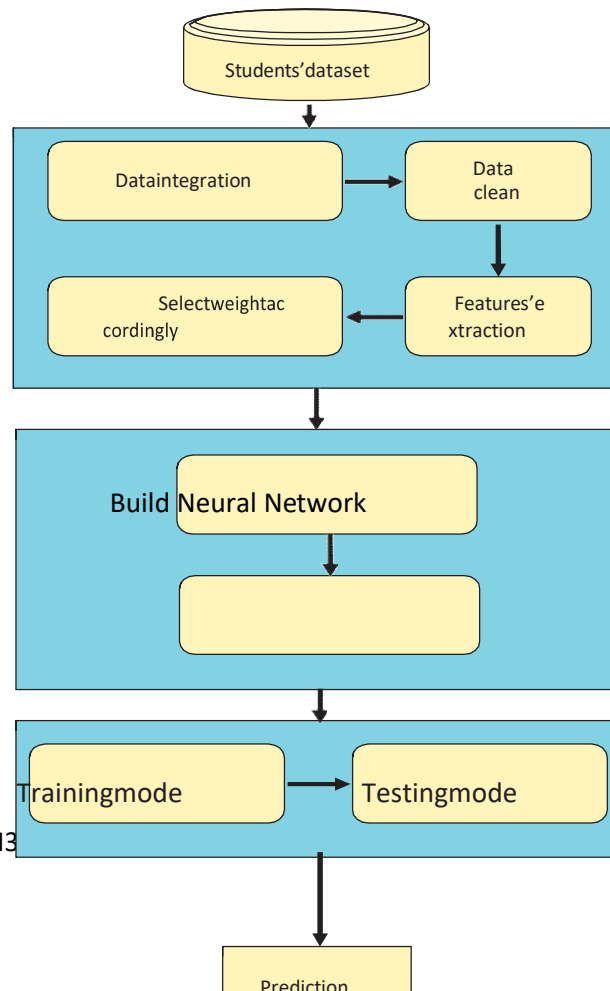 Students'dataset
Dataintegration
Data
clean
Selectweightac
cordingly
Features'e
xtraction
Build Neural Network
Trainingmode
Testingmode
Prediction